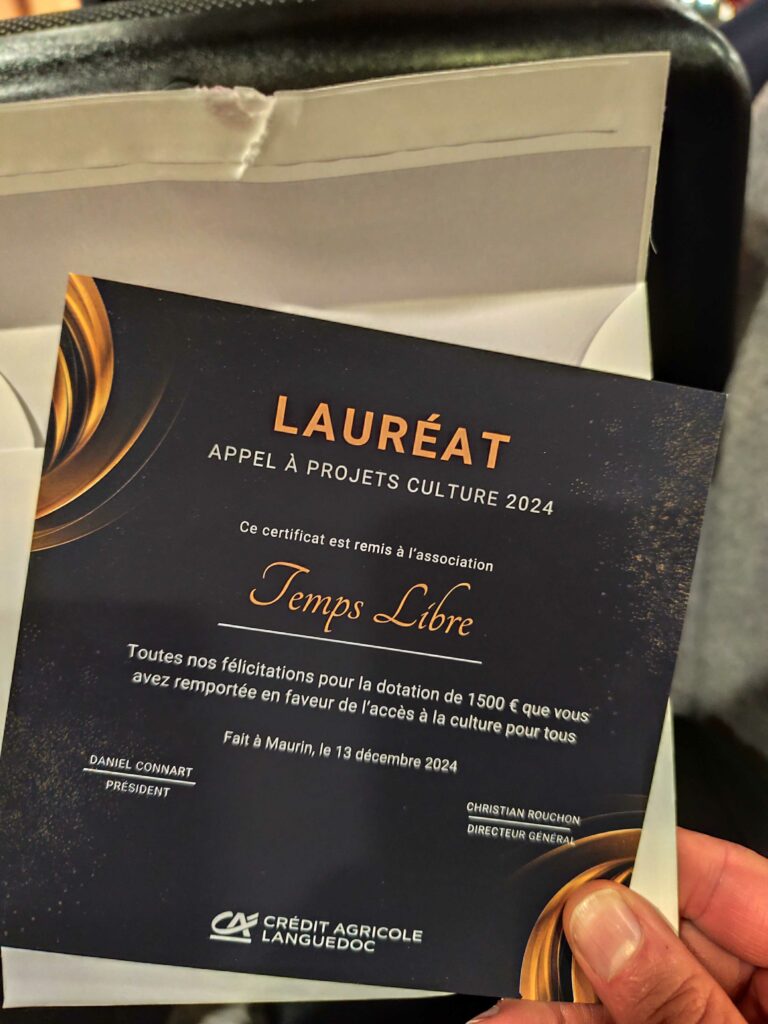 LAURÉAT
APPEL À PROJETS CULTURE 2024
Ce certificat est remis à l'association
Temps Libre
Toutes nos félicitations pour la dotation de 1500 € que vous
avez remportée en faveur de l'accès à la culture pour tous
Fait à Maurin, le 13 décembre 2024
DANIEL CONNART
PRÉSIDENT
CHRISTIAN ROUCHON
DIRECTEUR GÉNÉRAL
CA CRÉDIT AGRICOLE
LANGUEDOC